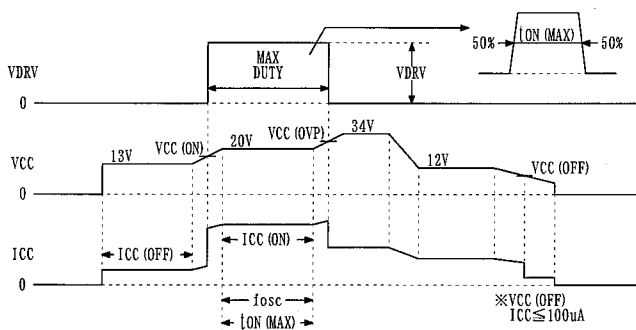 50% tON(MAX) 50%
MAX
DUTY
VDRV
VDRV
0
VCC(ON)
VCC(OVP)
34V
13V
20V
12V
VCC
VCC(OFF)
0
ICC(OFF)
ICC(ON)
ICC
0
fosc
tON(MAX)
※VCC(OFF)
ICC≦100uA